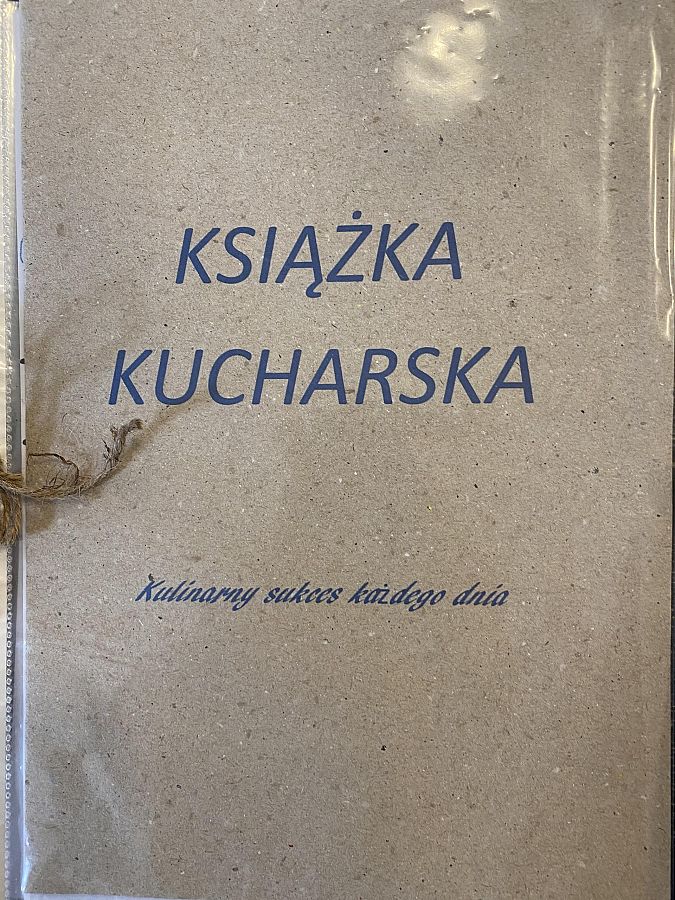 KSIĄŻKA
KUCHARSKA
Kulinarny sukces każdego dnia